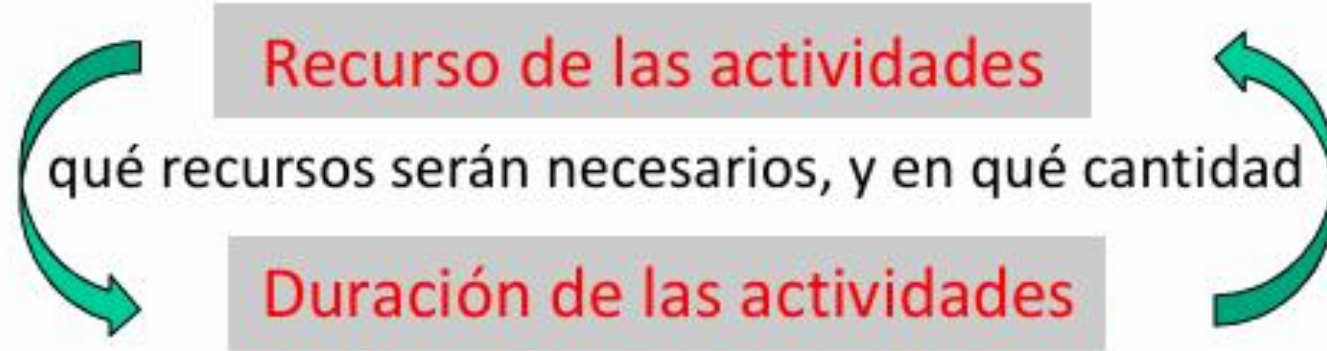 Recurso de las actividades
qué recursos serán necesarios, y en qué cantidad
Duración de las actividades